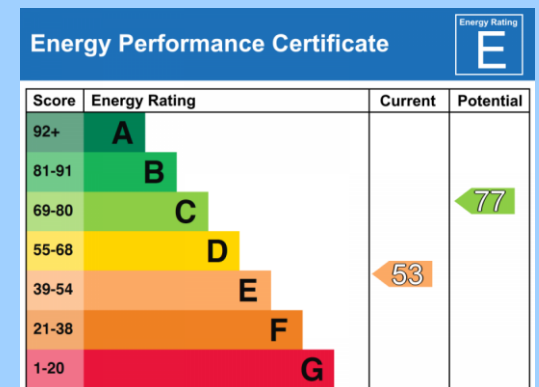 Energy Performance Certificate
Energy Rating
E
Score Energy Rating Current Potential
92+ A
81-91 B
69-80 C 77
55-68 D
39-54 E 53
21-38 F
1-20 G